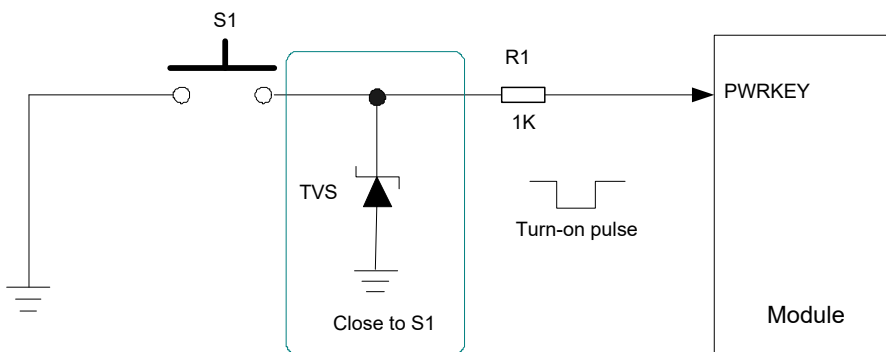 S1
R1
PWRKEY
1K
TVS
Turn-on pulse
Close to S1
Module